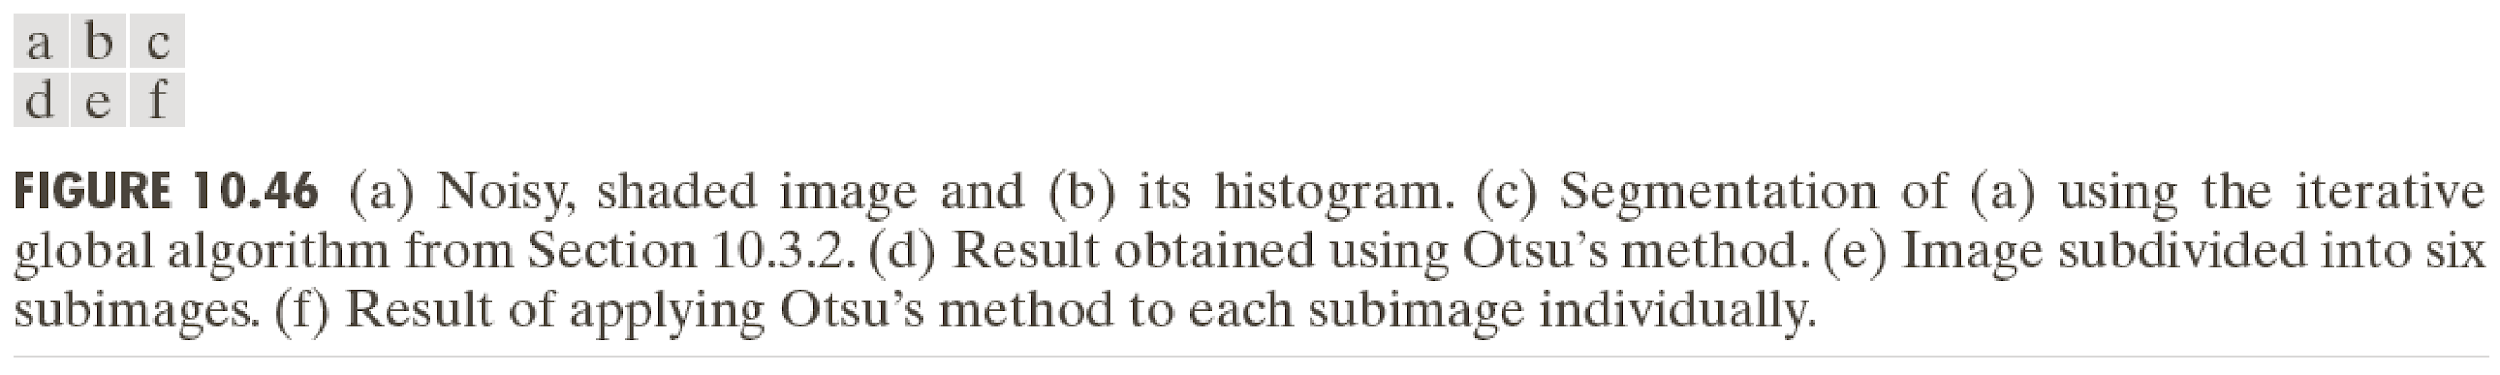 a b c
d e f
FIGURE 10.46 (a) Noisy, shaded image and (b) its histogram. (c) Segmentation of (a) using the iterative
global algorithm from Section 10.3.2. (d) Result obtained using Otsu’s method. (e) Image subdivided into six
subimages. (f) Result of applying Otsu’s method to each subimage individually.